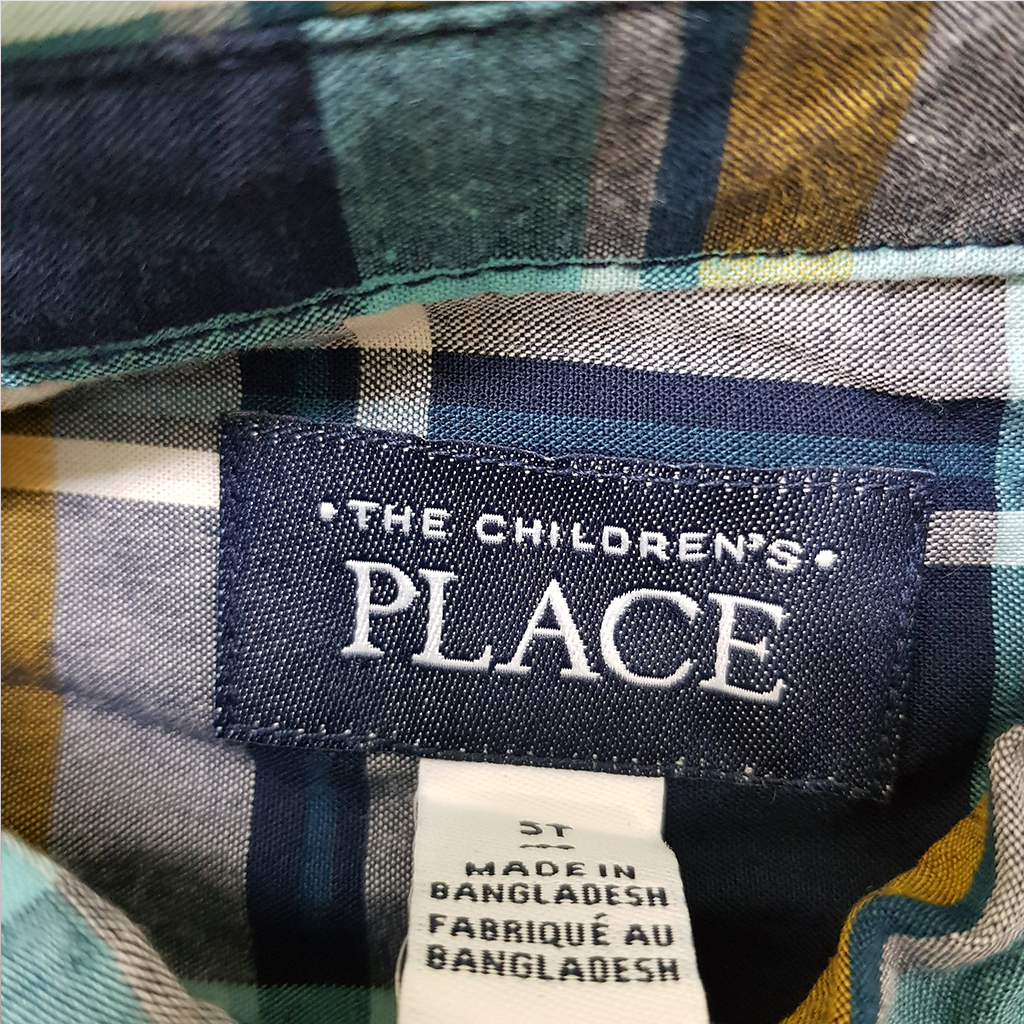 •THE CHILDREN'S•
PLACE
5T
MADE IN
BANGLADESH
FABRIQUÉ AU
BANGLADESH